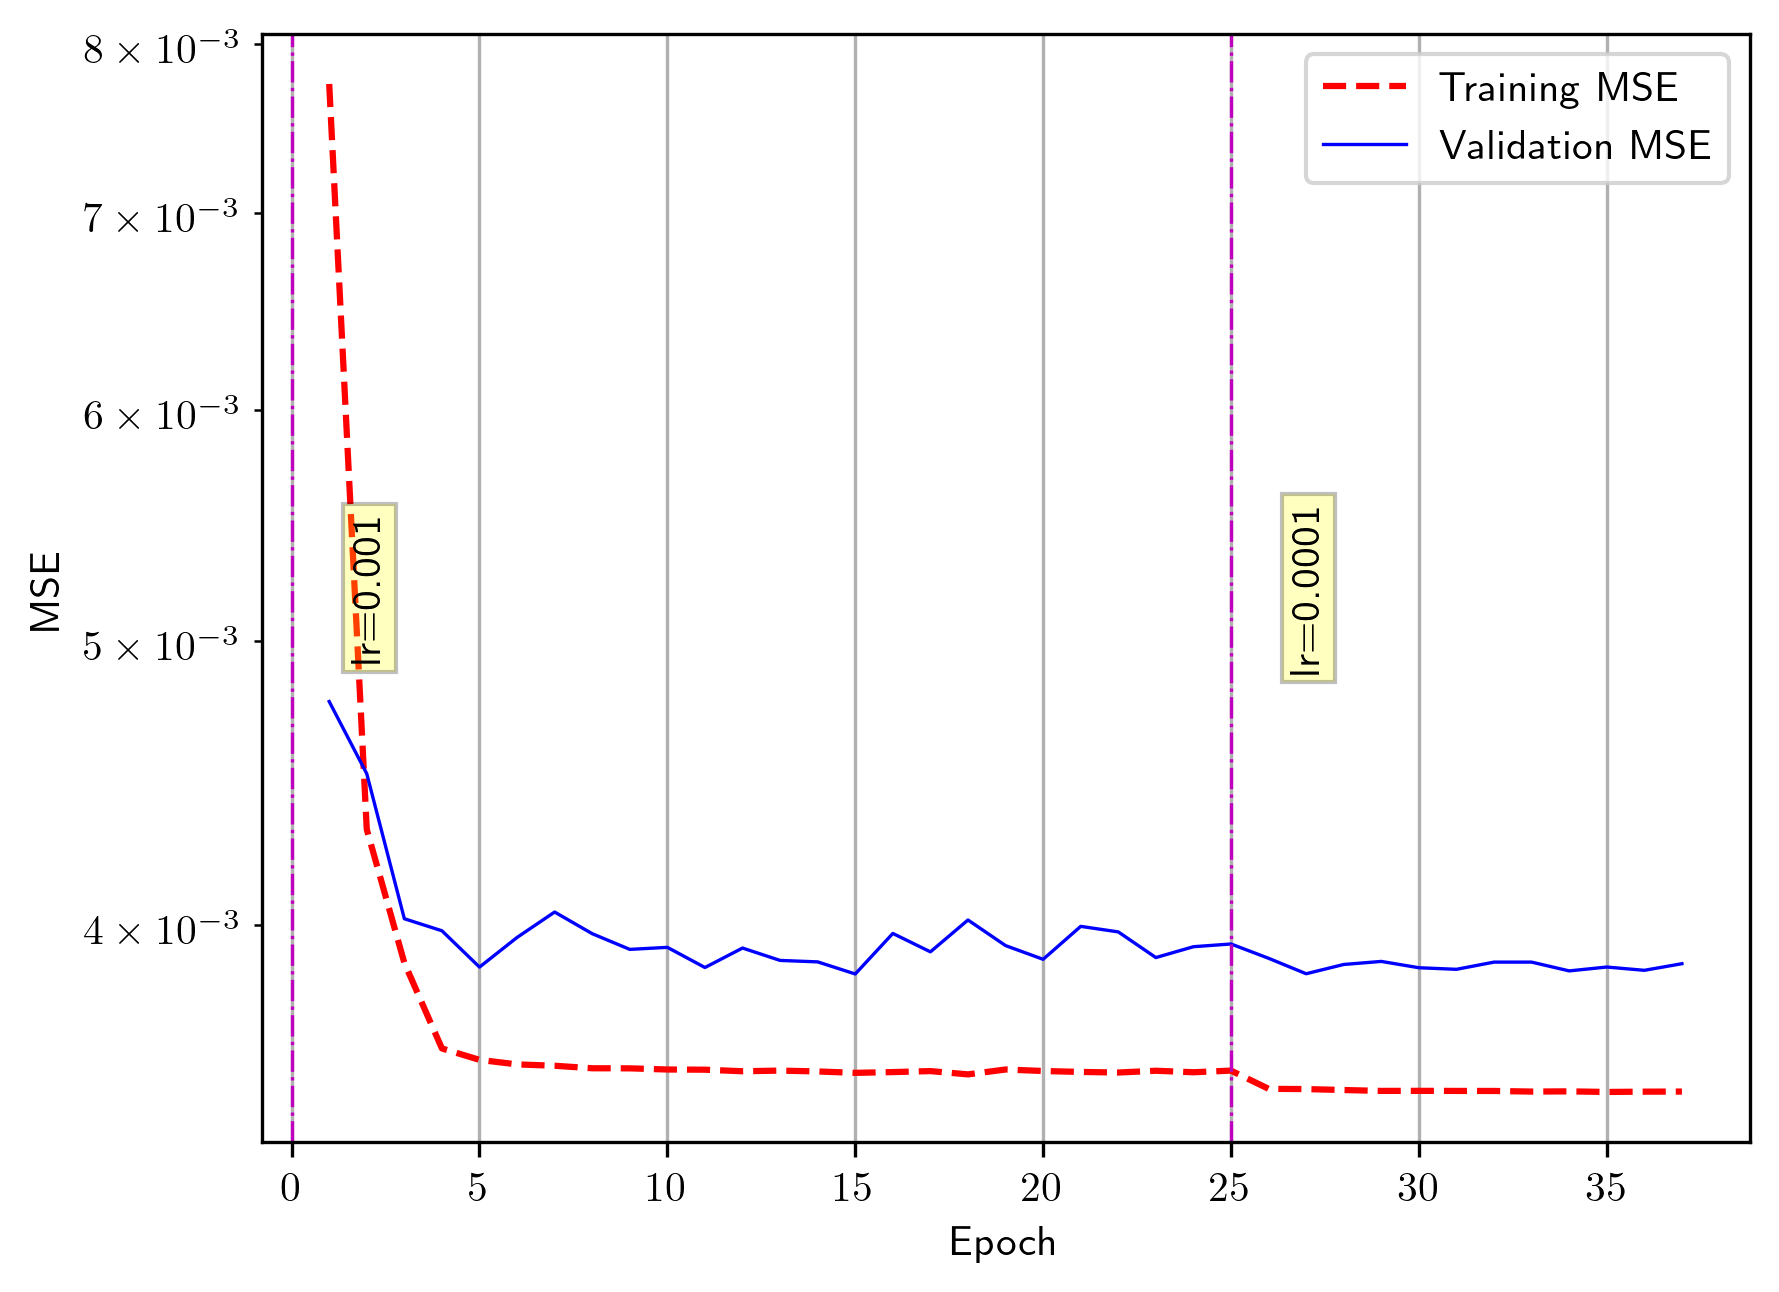 8 × 10⁻³
7 × 10⁻³
6 × 10⁻³
5 × 10⁻³
4 × 10⁻³
MSE
Training MSE
Validation MSE
lr=0.001
lr=0.0001
0 5 10 15 20 25 30 35
Epoch